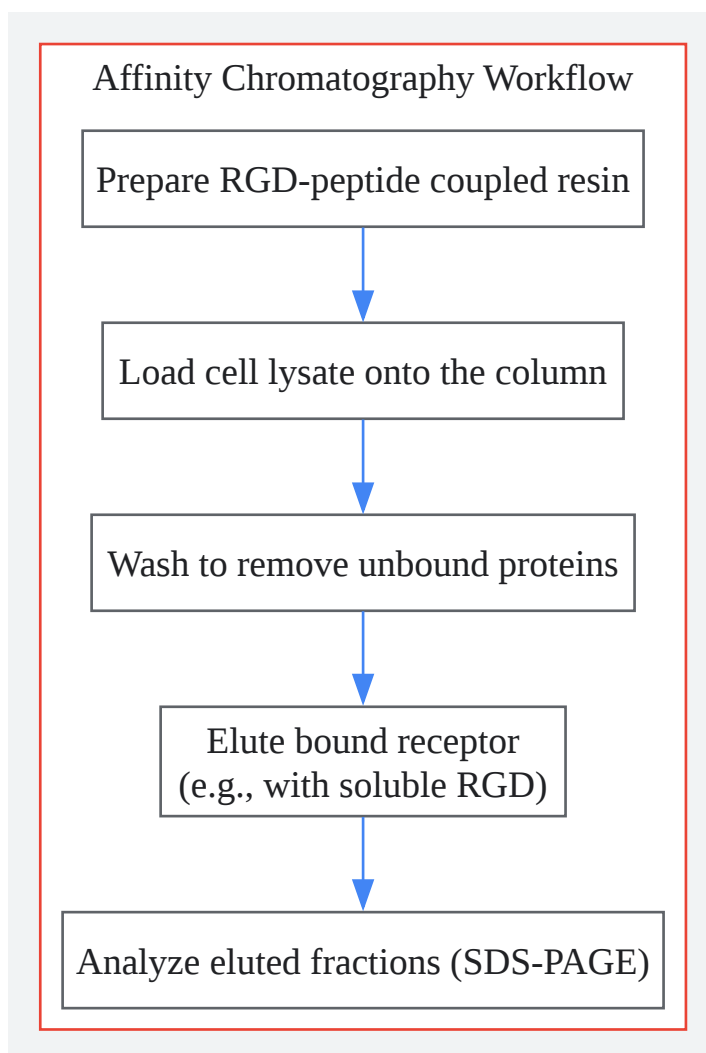 Affinity Chromatography Workflow
Prepare RGD-peptide coupled resin
Load cell lysate onto the column
Wash to remove unbound proteins
Elute bound receptor
(e.g., with soluble RGD)
Analyze eluted fractions (SDS-PAGE)